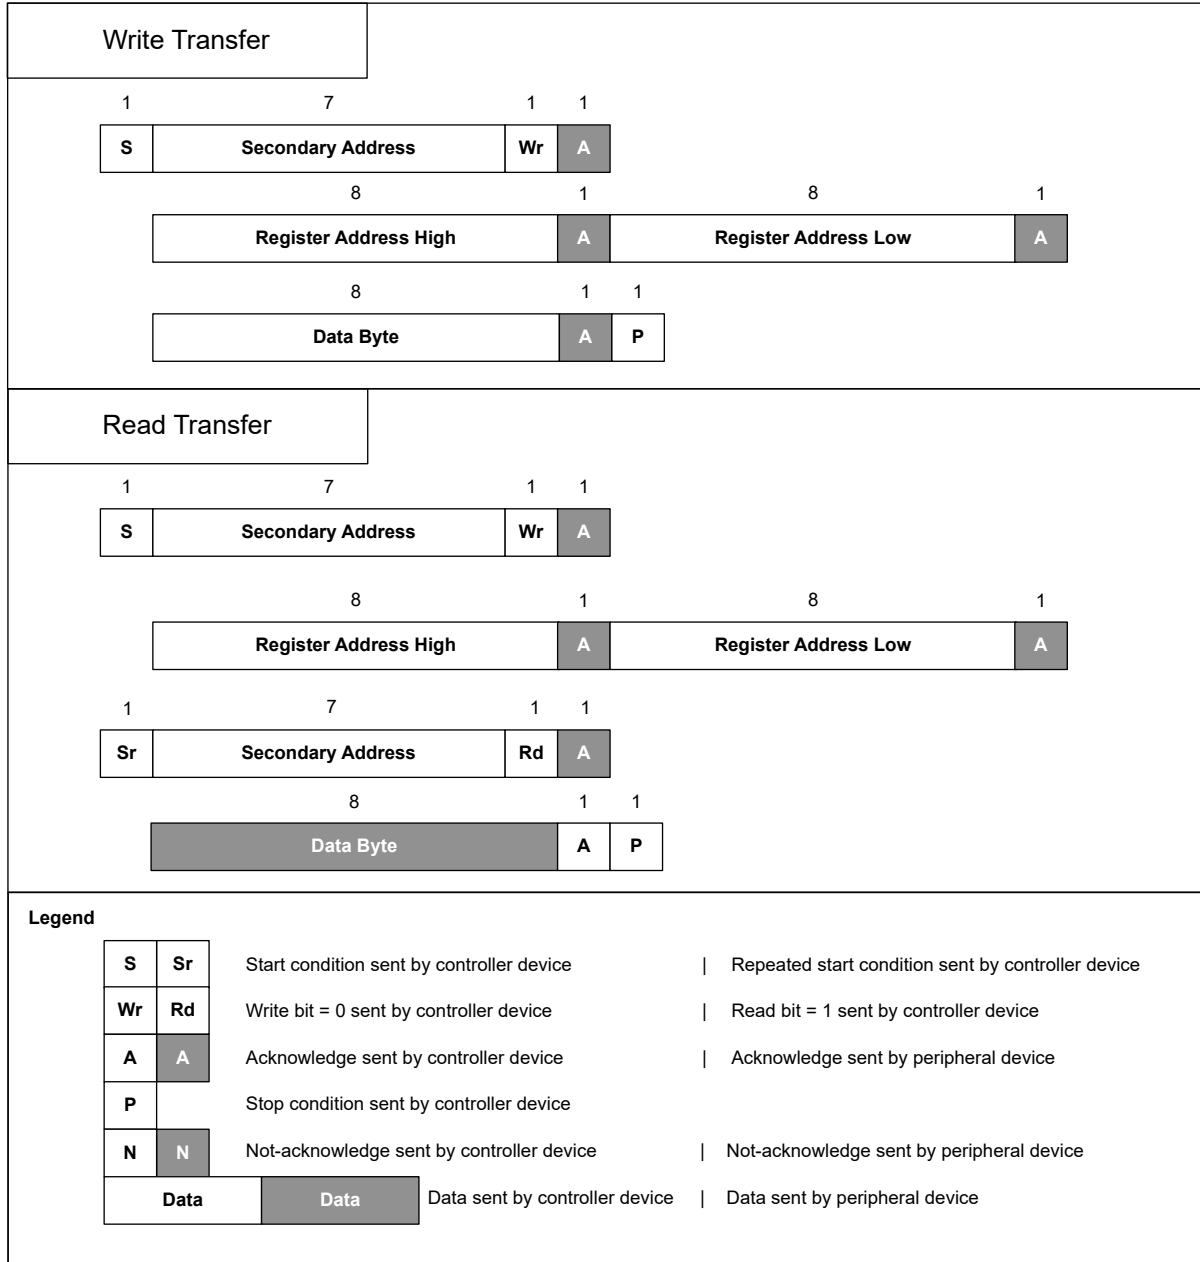 Write Transfer
1 7 1 1
S Secondary Address Wr A
8 1 8 1
Register Address High A Register Address Low A
8 1 1
Data Byte A P
Read Transfer
1 7 1 1
S Secondary Address Wr A
8 1 8 1
Register Address High A Register Address Low A
1 7 1 1
Sr Secondary Address Rd A
8 1 1
Data Byte A P
Legend
S Sr Start condition sent by controller device | Repeated start condition sent by controller device
Wr Rd Write bit = 0 sent by controller device | Read bit = 1 sent by controller device
A A Acknowledge sent by controller device | Acknowledge sent by peripheral device
P Stop condition sent by controller device
N N Not-acknowledge sent by controller device | Not-acknowledge sent by peripheral device
Data Data Data sent by controller device | Data sent by peripheral device